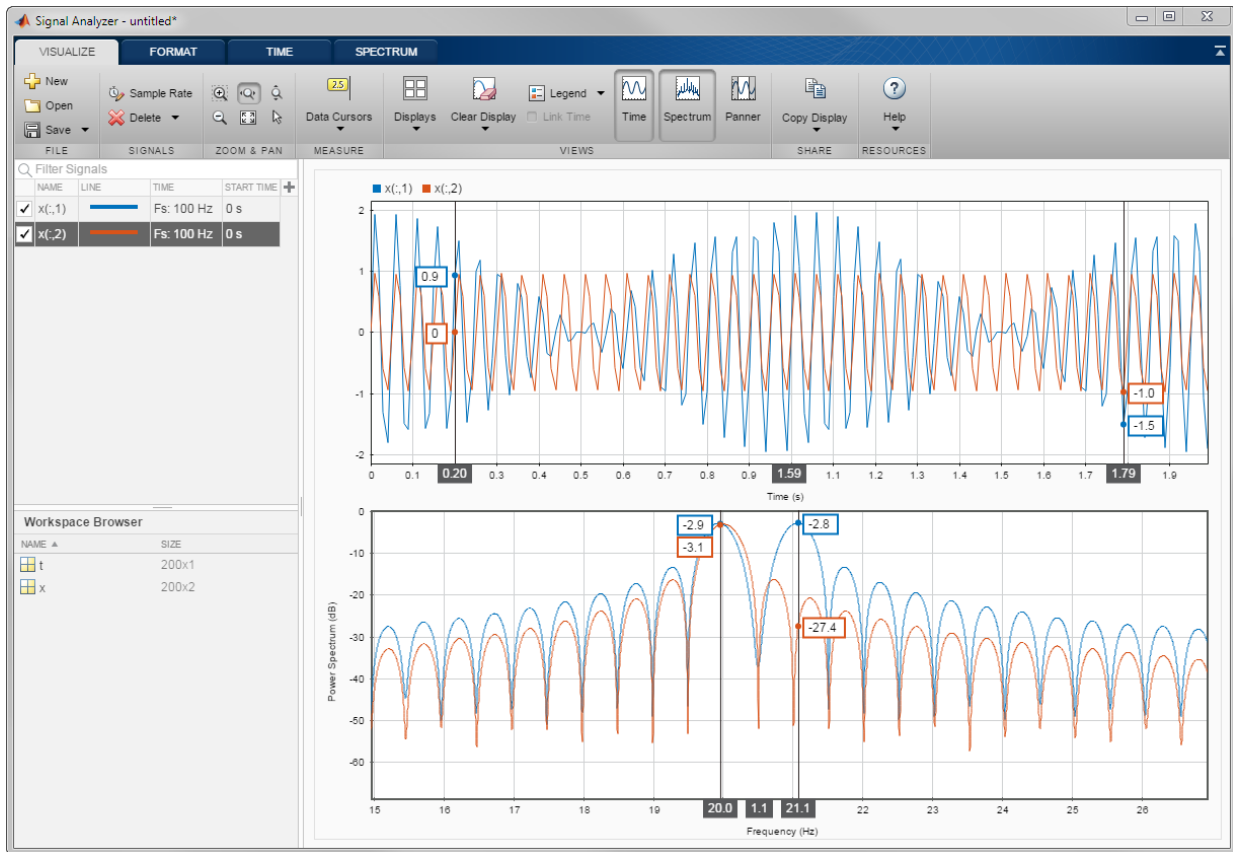 Signal Analyzer - untitled*
VISUALIZE FORMAT TIME SPECTRUM
New
Open
Save
Sample Rate
Delete
2.5
Data Cursors
Displays
Clear Display
Legend
Link Time
Time
Spectrum
Panner
Copy Display
?
Help
FILE SIGNALS ZOOM & PAN MEASURE VIEWS SHARE RESOURCES
Filter Signals
NAME LINE TIME START TIME
x(:,1) Fs: 100 Hz 0 s
x(:,2) Fs: 100 Hz 0 s
x(:,1) x(:,2)
2
1
0
-1
-2
0.9
0
-1.0
-1.5
0 0.1 0.20 0.3 0.4 0.5 0.6 0.7 0.8 0.9 1.59 1.1 1.2 1.3 1.4 1.5 1.6 1.7 1.79 1.9
Time (s)
Workspace Browser
NAME SIZE
t 200x1
x 200x2
0
-10
-20
-30
-40
-50
-60
Power Spectrum (dB)
-2.9
-3.1
-2.8
-27.4
15 16 17 18 19 20.0 1.1 21.1 22 23 24 25 26
Frequency (Hz)